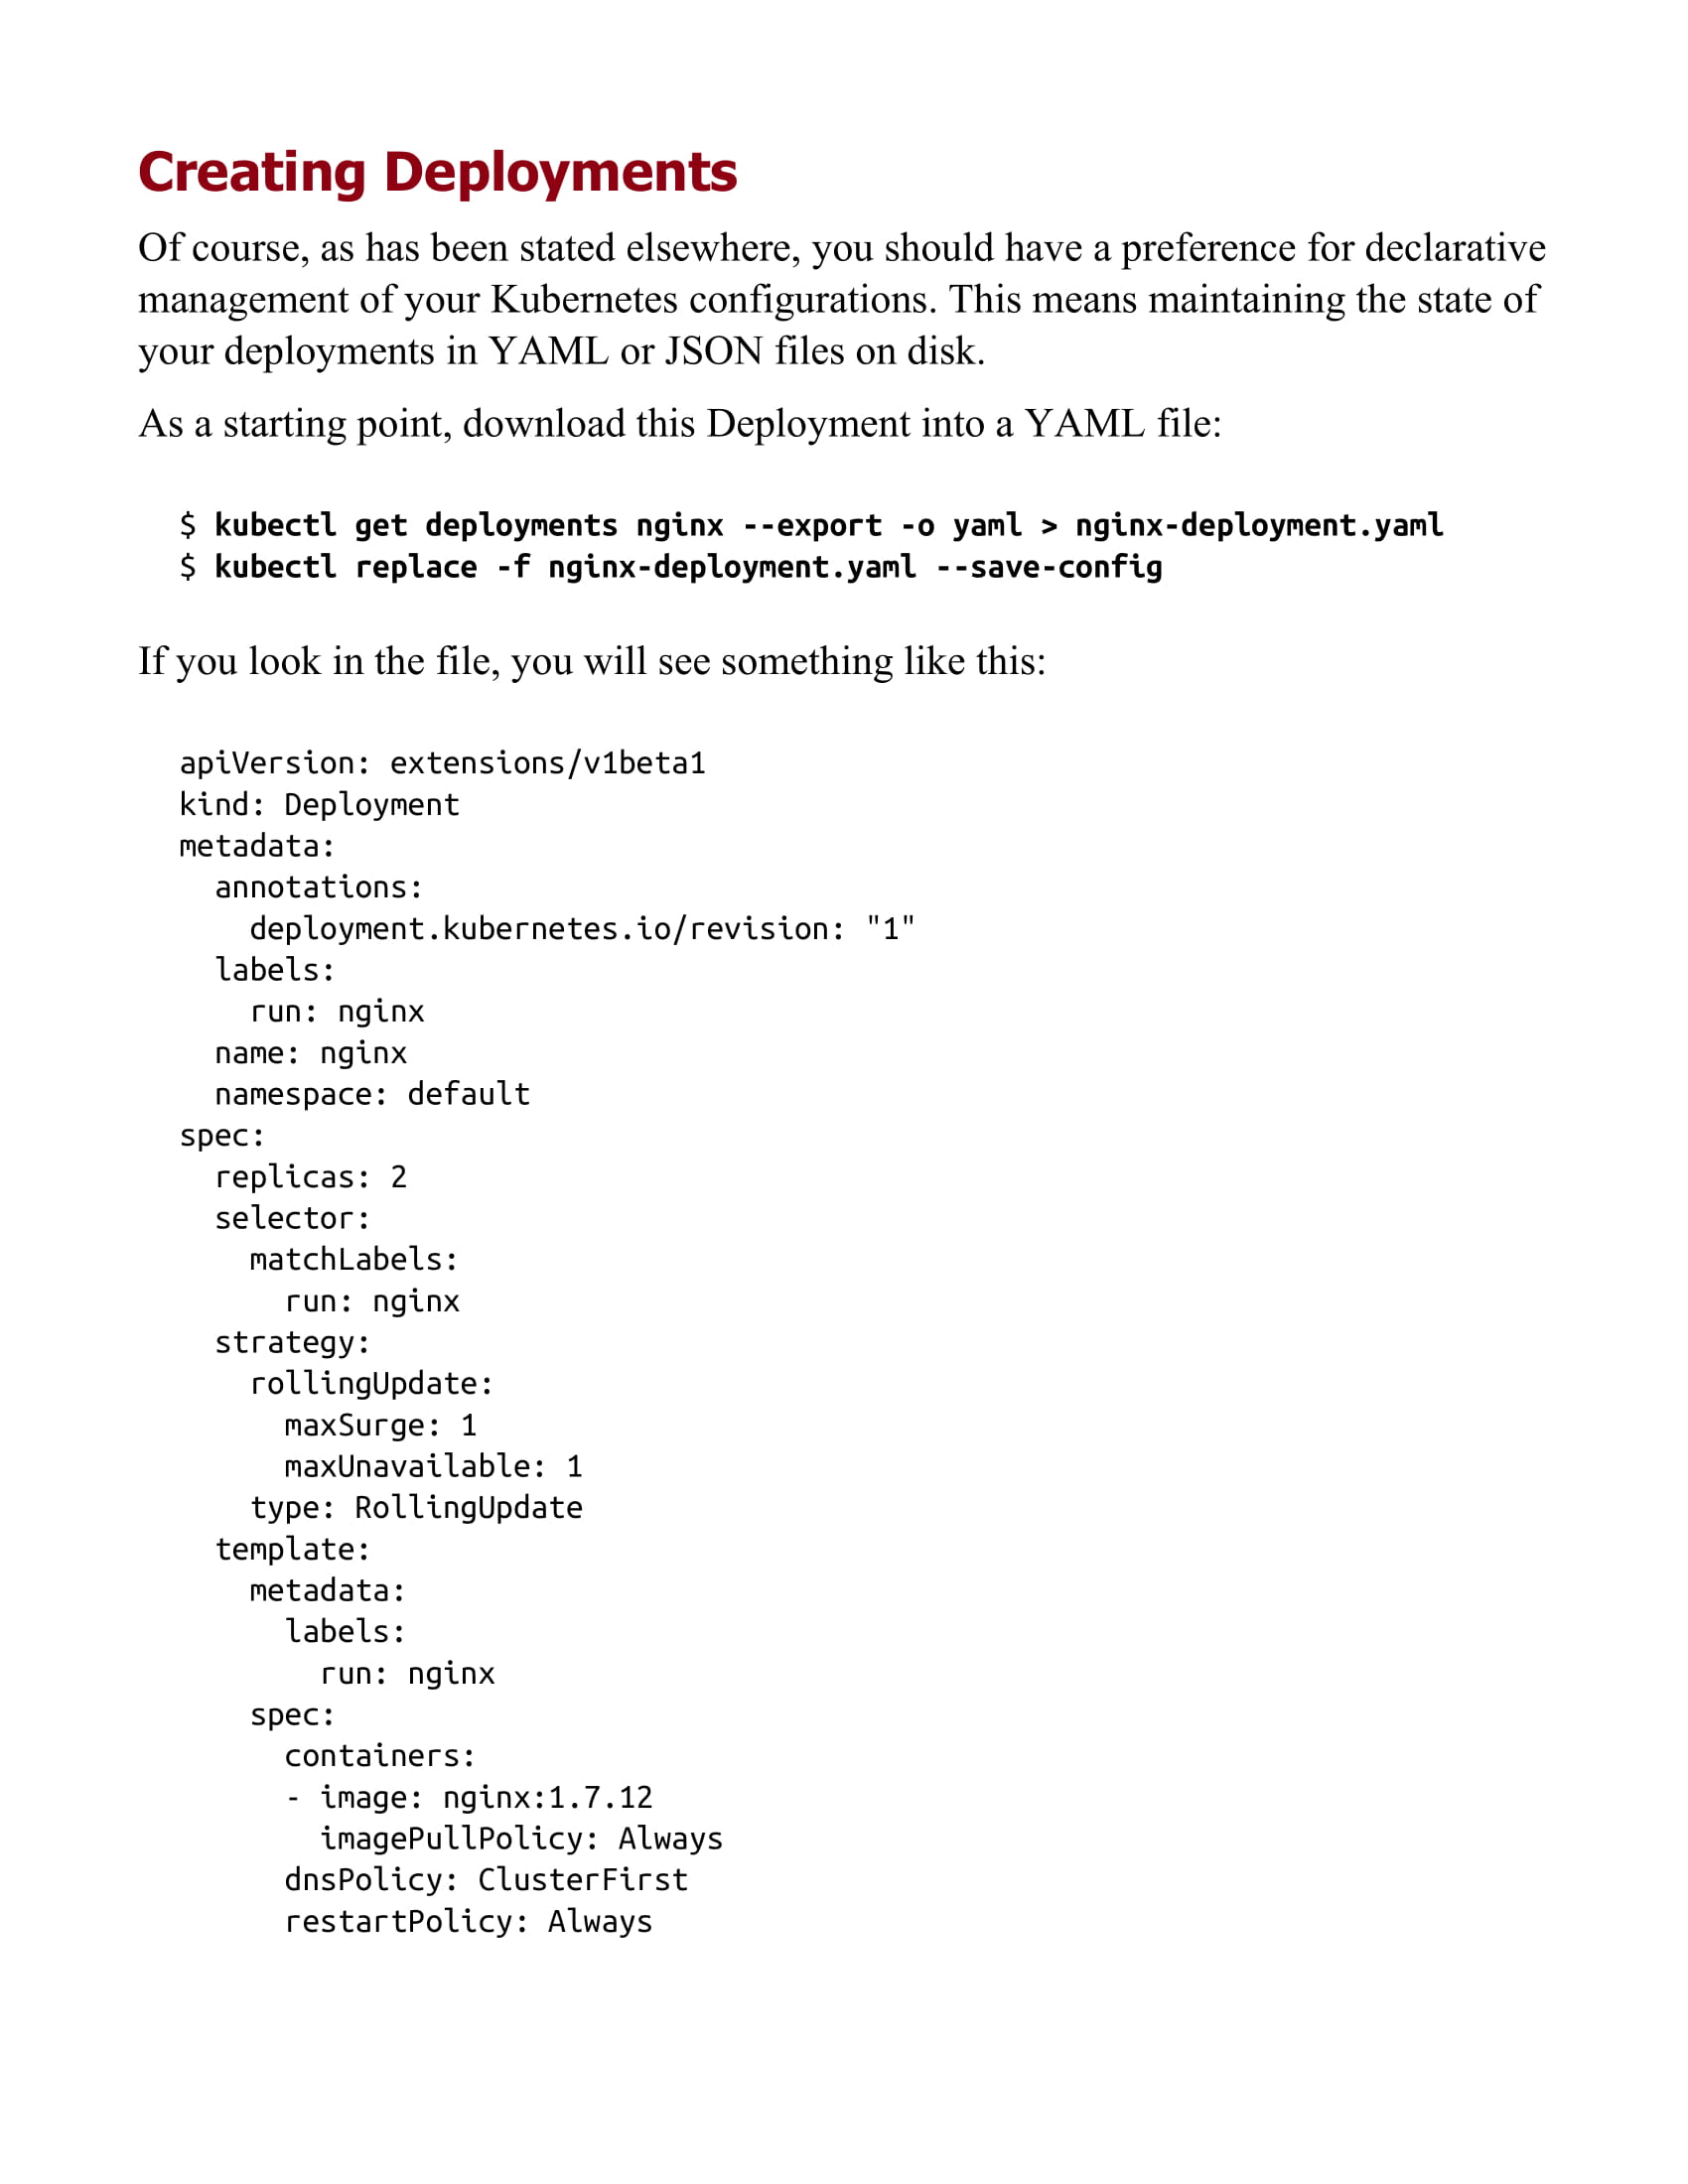 Creating Deployments
Of course, as has been stated elsewhere, you should have a preference for declarative
management of your Kubernetes configurations. This means maintaining the state of
your deployments in YAML or JSON files on disk.
As a starting point, download this Deployment into a YAML file:
$ kubectl get deployments nginx --export -o yaml > nginx-deployment.yaml
$ kubectl replace -f nginx-deployment.yaml --save-config
If you look in the file, you will see something like this:
apiVersion: extensions/v1beta1
kind: Deployment
metadata:
  annotations:
    deployment.kubernetes.io/revision: "1"
  labels:
    run: nginx
  name: nginx
  namespace: default
spec:
  replicas: 2
  selector:
    matchLabels:
      run: nginx
  strategy:
    rollingUpdate:
      maxSurge: 1
      maxUnavailable: 1
    type: RollingUpdate
  template:
    metadata:
      labels:
        run: nginx
    spec:
      containers:
      - image: nginx:1.7.12
        imagePullPolicy: Always
      dnsPolicy: ClusterFirst
      restartPolicy: Always